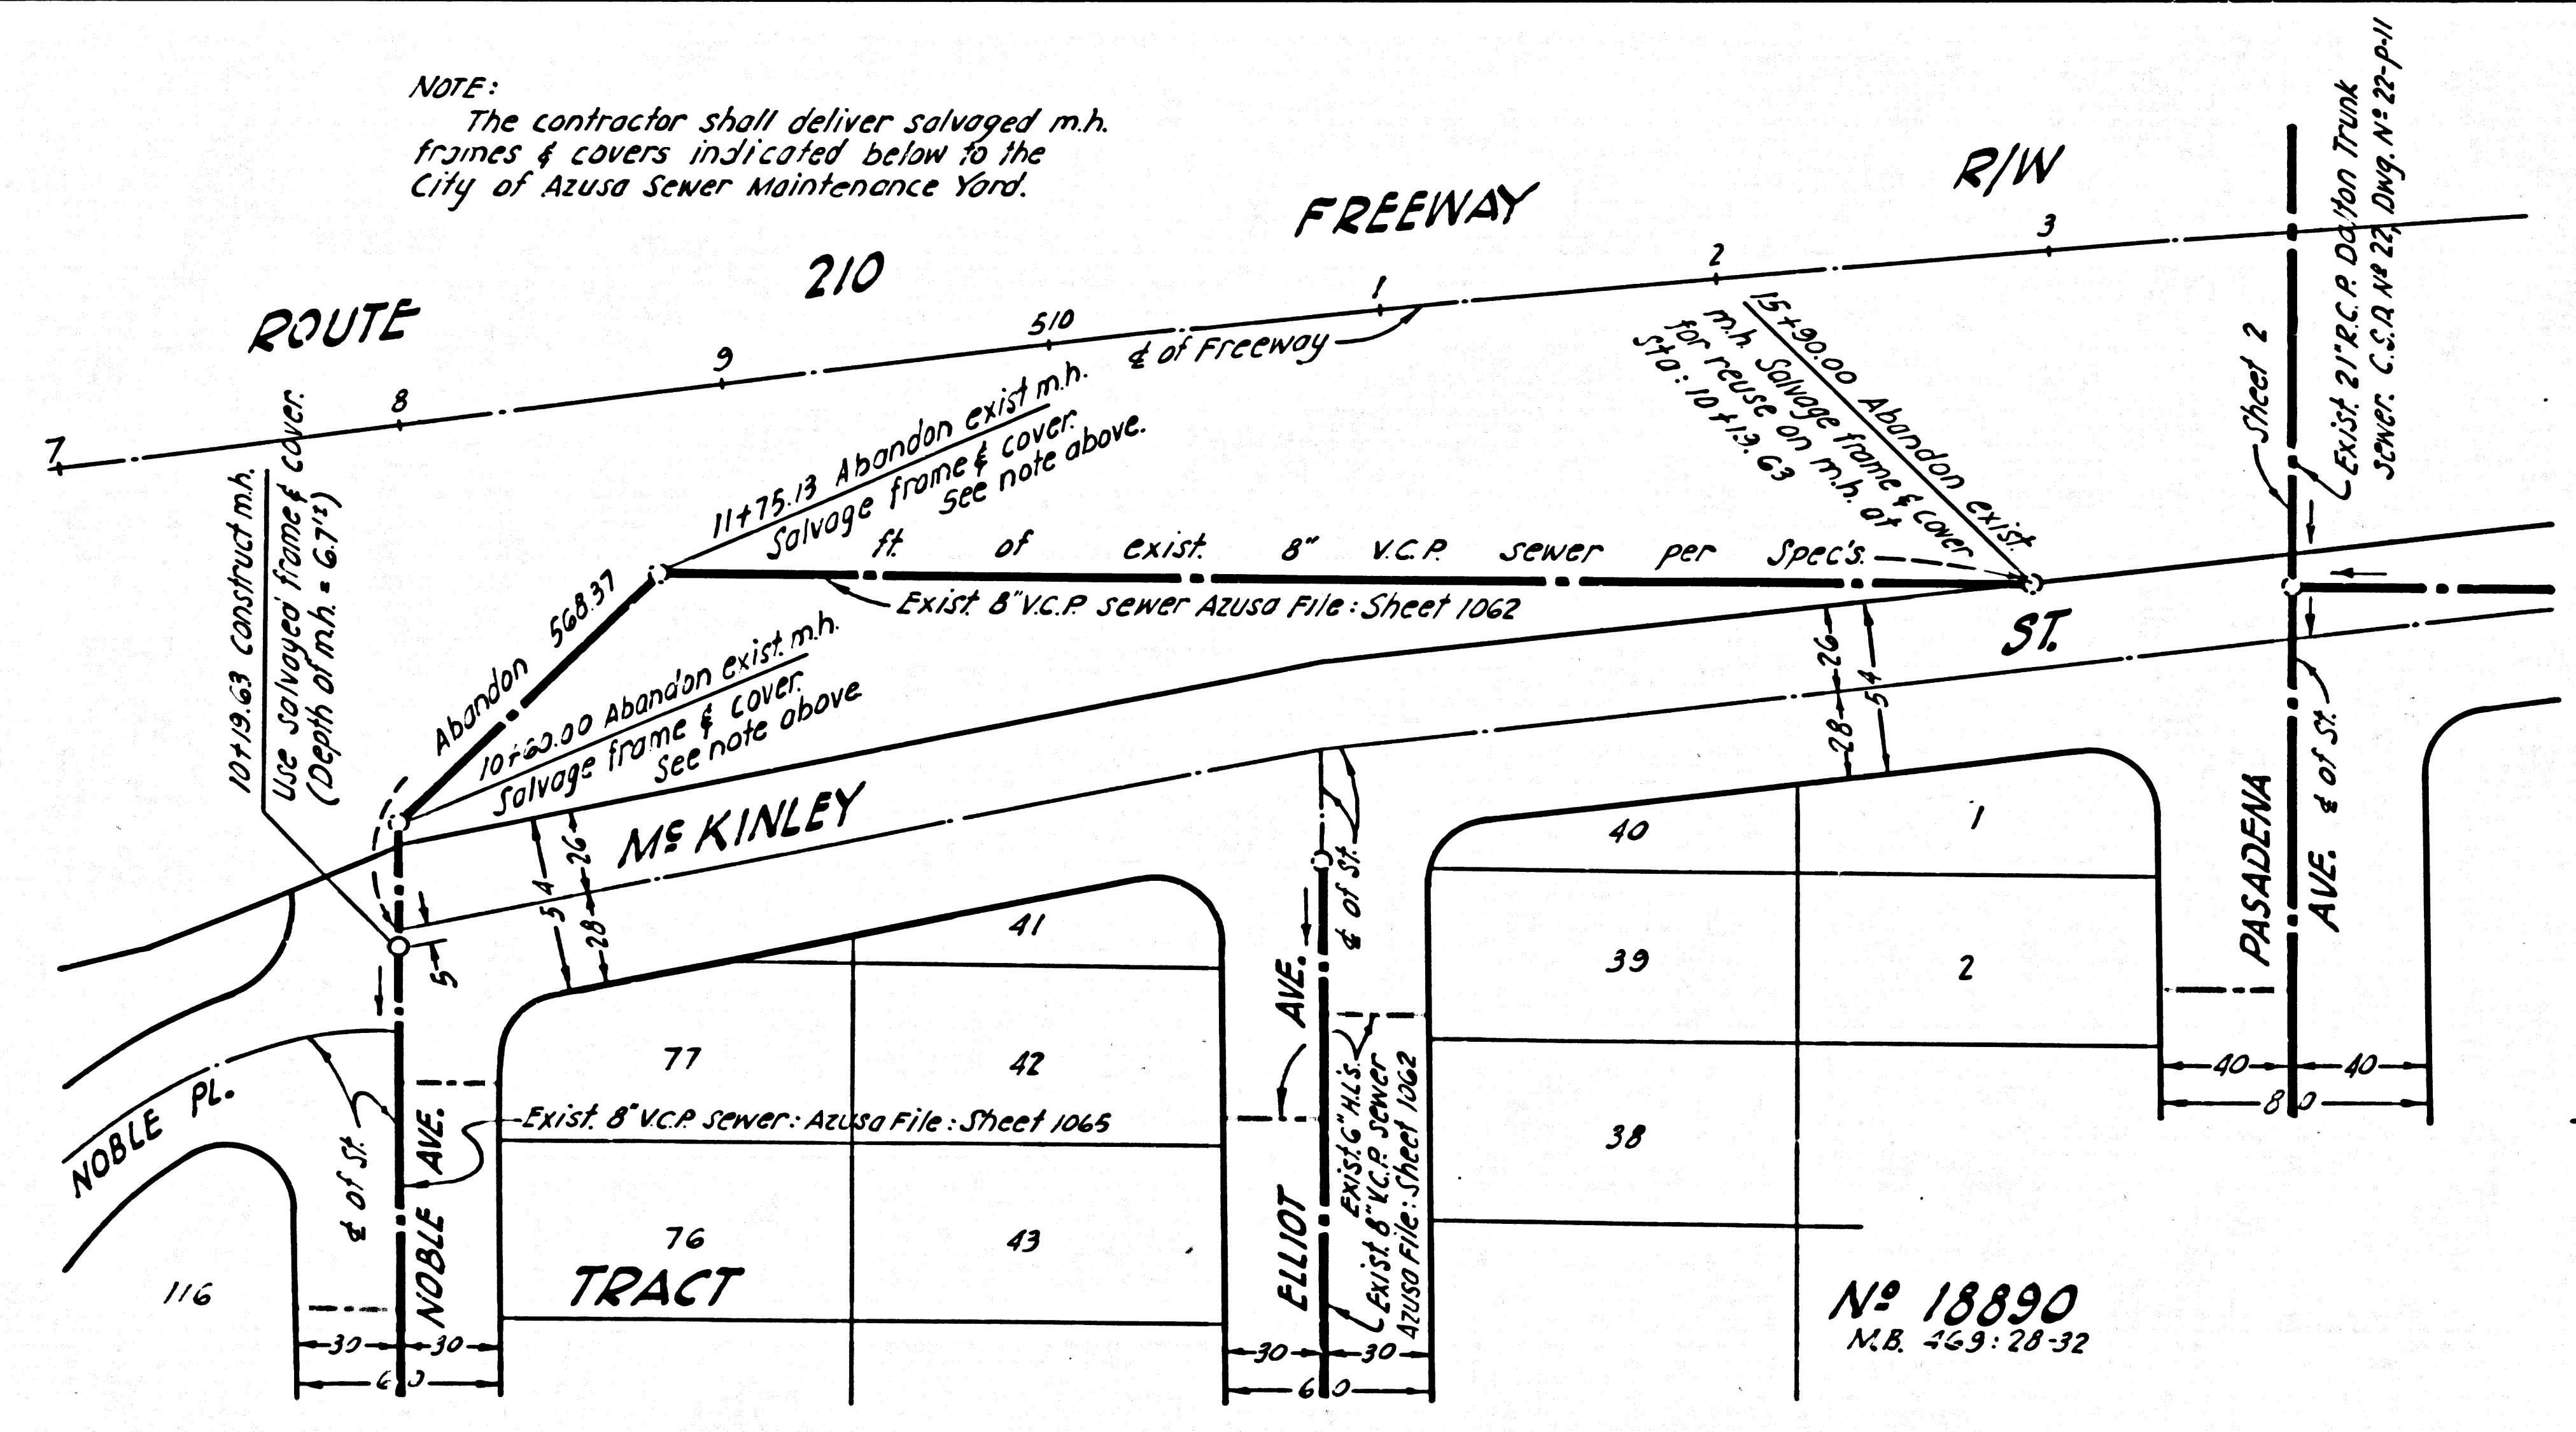 NOTE:
The contractor shall deliver salvaged m.h.
frames & covers indicated below to the
City of Azusa Sewer Maintenance Yard.
ROUTE
210
FREEWAY
R/W
7
8
9
510
1
2
3
℄ of Freeway
10+19.63 construct m.h.
Use salvaged frame & cover.
(Depth of m.h. = 6.7'±)
11+75.13 Abandon exist m.h.
Salvage frame & cover.
See note above.
15+90.00 Abandon exist.
m.h. Salvage frame & cover
for reuse on m.h. at
Sta: 10+19.63
Sheet 2
Exist. 21" R.C.P. Dalton Trunk
Sewer. C.S.D. Nº 22, Dwg. Nº 22-P-11
Abandon 568.37 ft. of exist. 8" V.C.P. sewer per Spec's.
Exist. 8" V.C.P. sewer Azusa File: Sheet 1062
10+60.00 Abandon exist. m.h.
Salvage frame & cover.
See note above
Mc KINLEY
ST.
26
28
54
26
28
54
5
NOBLE PL.
℄ of St.
NOBLE AVE.
Exist. 8" V.C.P. sewer: Azusa File: Sheet 1065
41
77
42
76
43
116
TRACT
ELLIOT
AVE.
℄ of St.
Exist. 6" H.L's.
Exist. 8" V.C.P. sewer
Azusa File: Sheet 1062
40
1
39
2
38
PASADENA
AVE.
℄ of St.
40
40
80
Nº 18890
M.B. 469: 28-32
30
30
60
30
30
60